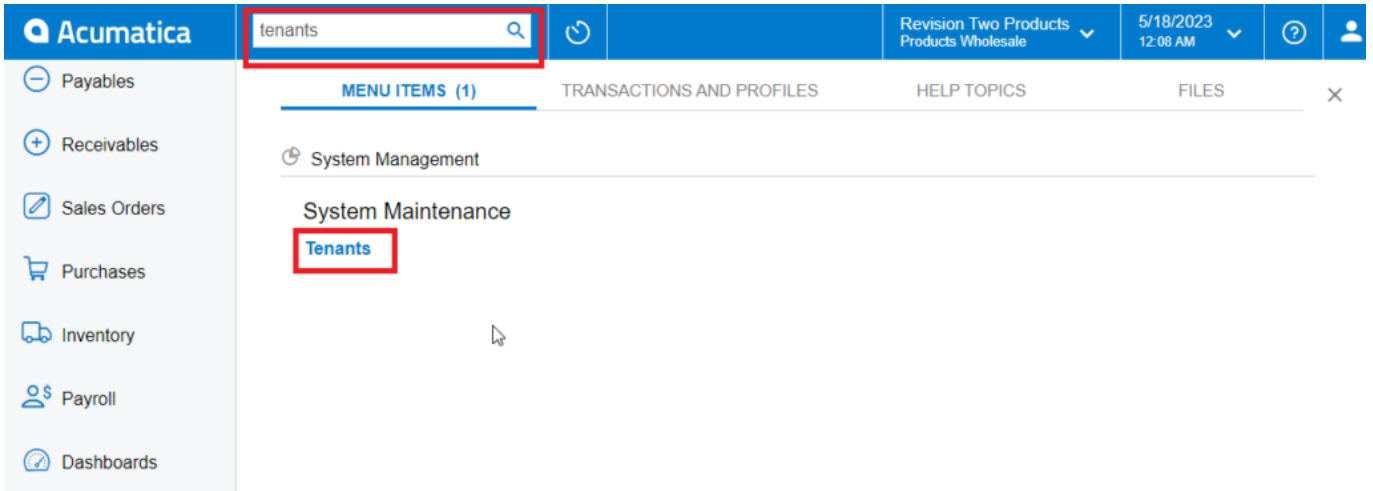 Acumatica
tenants
Revision Two Products
Products Wholesale
5/18/2023
12:08 AM
?
Payables
Receivables
Sales Orders
Purchases
Inventory
$
Payroll
Dashboards
MENU ITEMS (1)
TRANSACTIONS AND PROFILES
HELP TOPICS
FILES
System Management
System Maintenance
Tenants